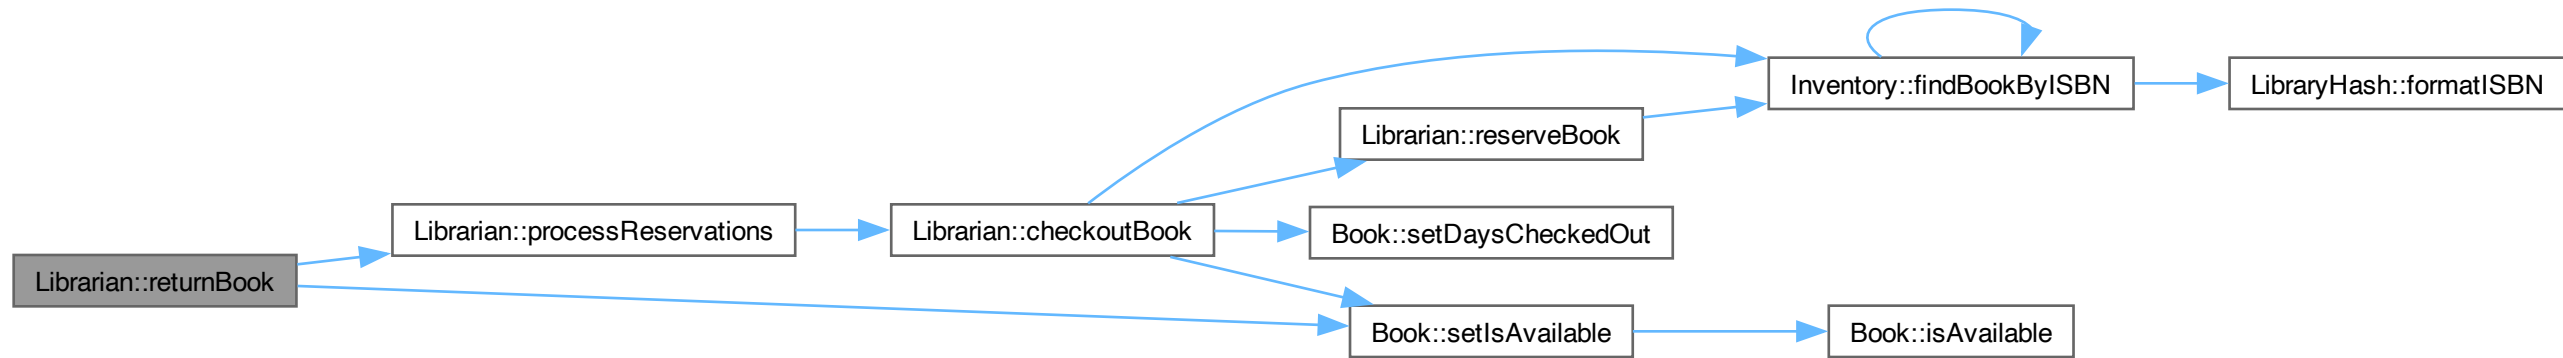 Librarian::returnBook
Librarian::processReservations
Librarian::checkoutBook
Inventory::findBookByISBN
LibraryHash::formatISBN
Librarian::reserveBook
Book::setDaysCheckedOut
Book::setIsAvailable
Book::isAvailable